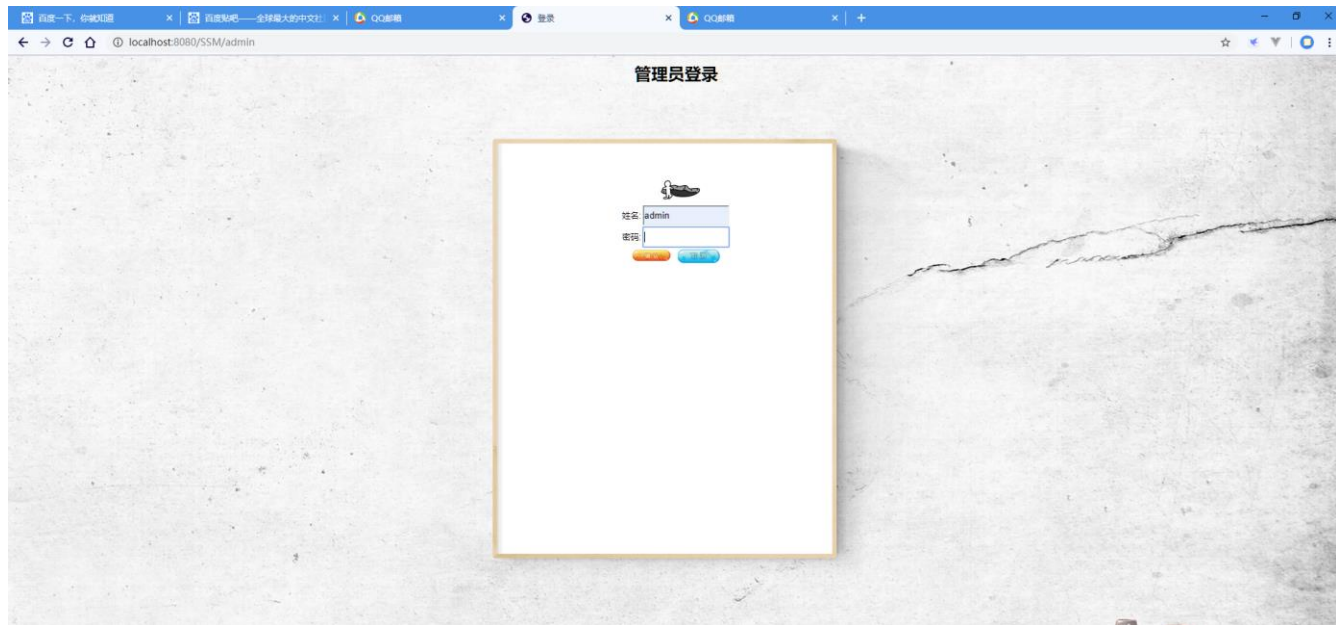 百度一下，你就知道
百度贴吧——全球最大的中文社
QQ邮箱
登录
QQ邮箱
localhost:8080/SSM/admin
管理员登录
姓名: admin
密码: